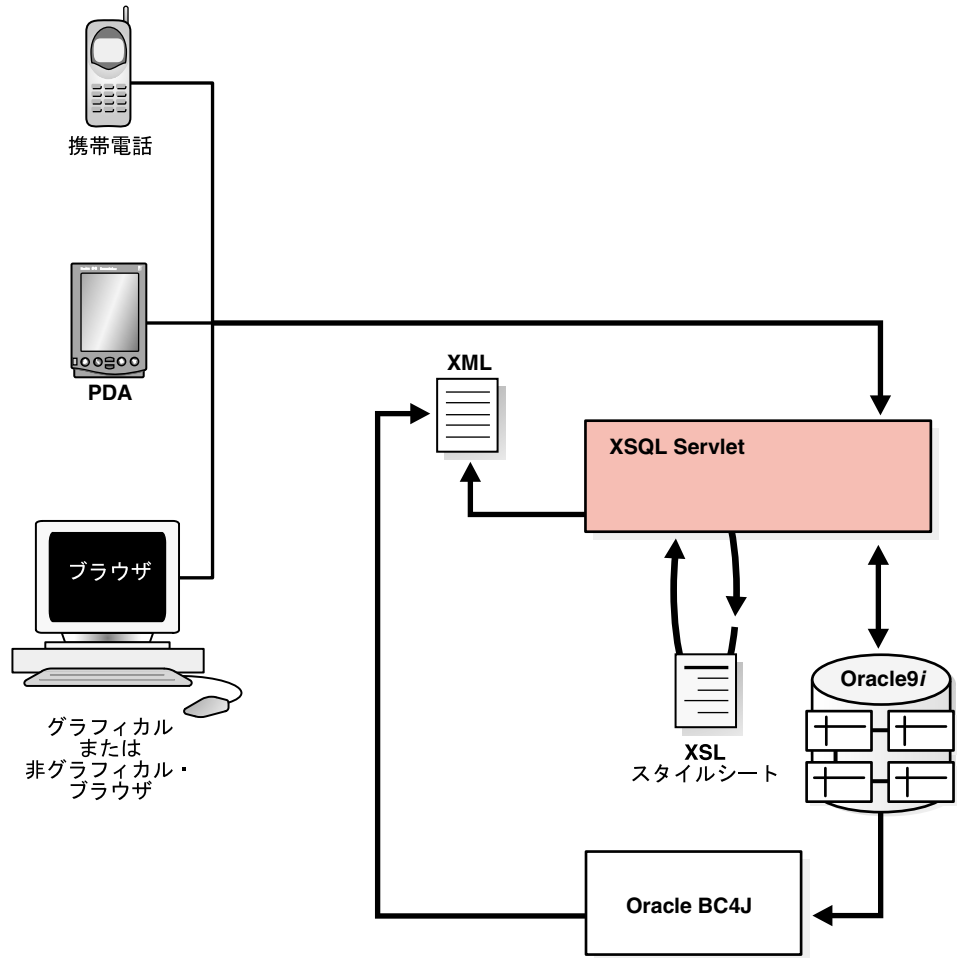 携帯電話
PDA
XML
XSQL Servlet
ブラウザ
Oracle9i
グラフィカル
または
非グラフィカル・
ブラウザ
XSL
スタイルシート
Oracle BC4J